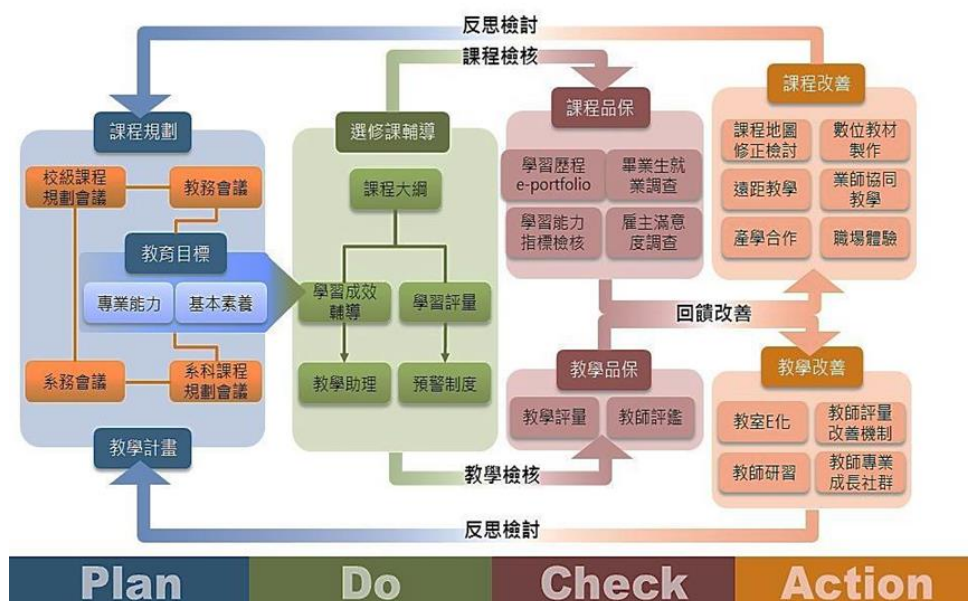 反思檢討
課程檢核
課程規劃
校級課程
規劃會議
教務會議
教育目標
專業能力
基本素養
系務會議
系科課程
規劃會議
教學計畫
選修課輔導
課程大綱
學習成效
輔導
學習評量
教學助理
預警制度
課程品保
學習歷程
e-portfolio
畢業生就
業調查
學習能力
指標檢核
雇主滿意
度調查
回饋改善
教學品保
教學評量
教師評鑑
教學檢核
課程改善
課程地圖
修正檢討
數位教材
製作
遠距教學
業師協同
教學
產學合作
職場體驗
教學改善
教室E化
教師評量
改善機制
教師研習
教師專業
成長社群
反思檢討
Plan
Do
Check
Action